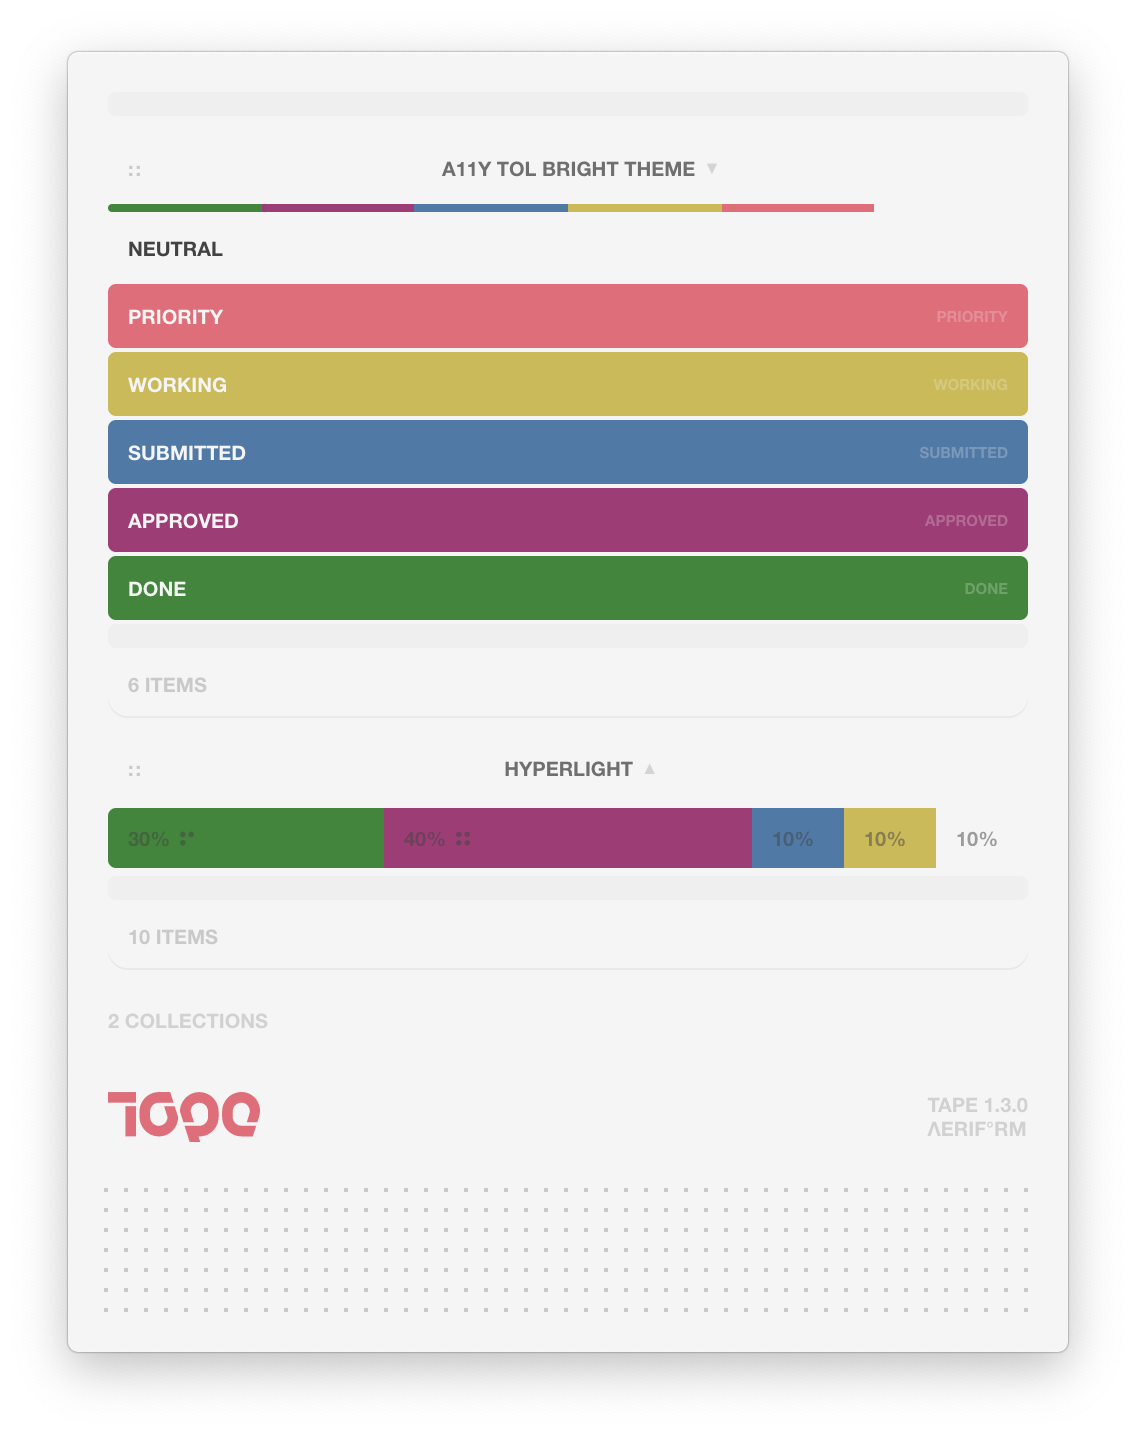 :: A11Y TOL BRIGHT THEME ▼
NEUTRAL
PRIORITY PRIORITY
WORKING WORKING
SUBMITTED SUBMITTED
APPROVED APPROVED
DONE DONE
6 ITEMS
:: HYPERLIGHT ▲
30% 40% 10% 10% 10%
10 ITEMS
2 COLLECTIONS
Tape
TAPE 1.3.0
ΛERIF°RM